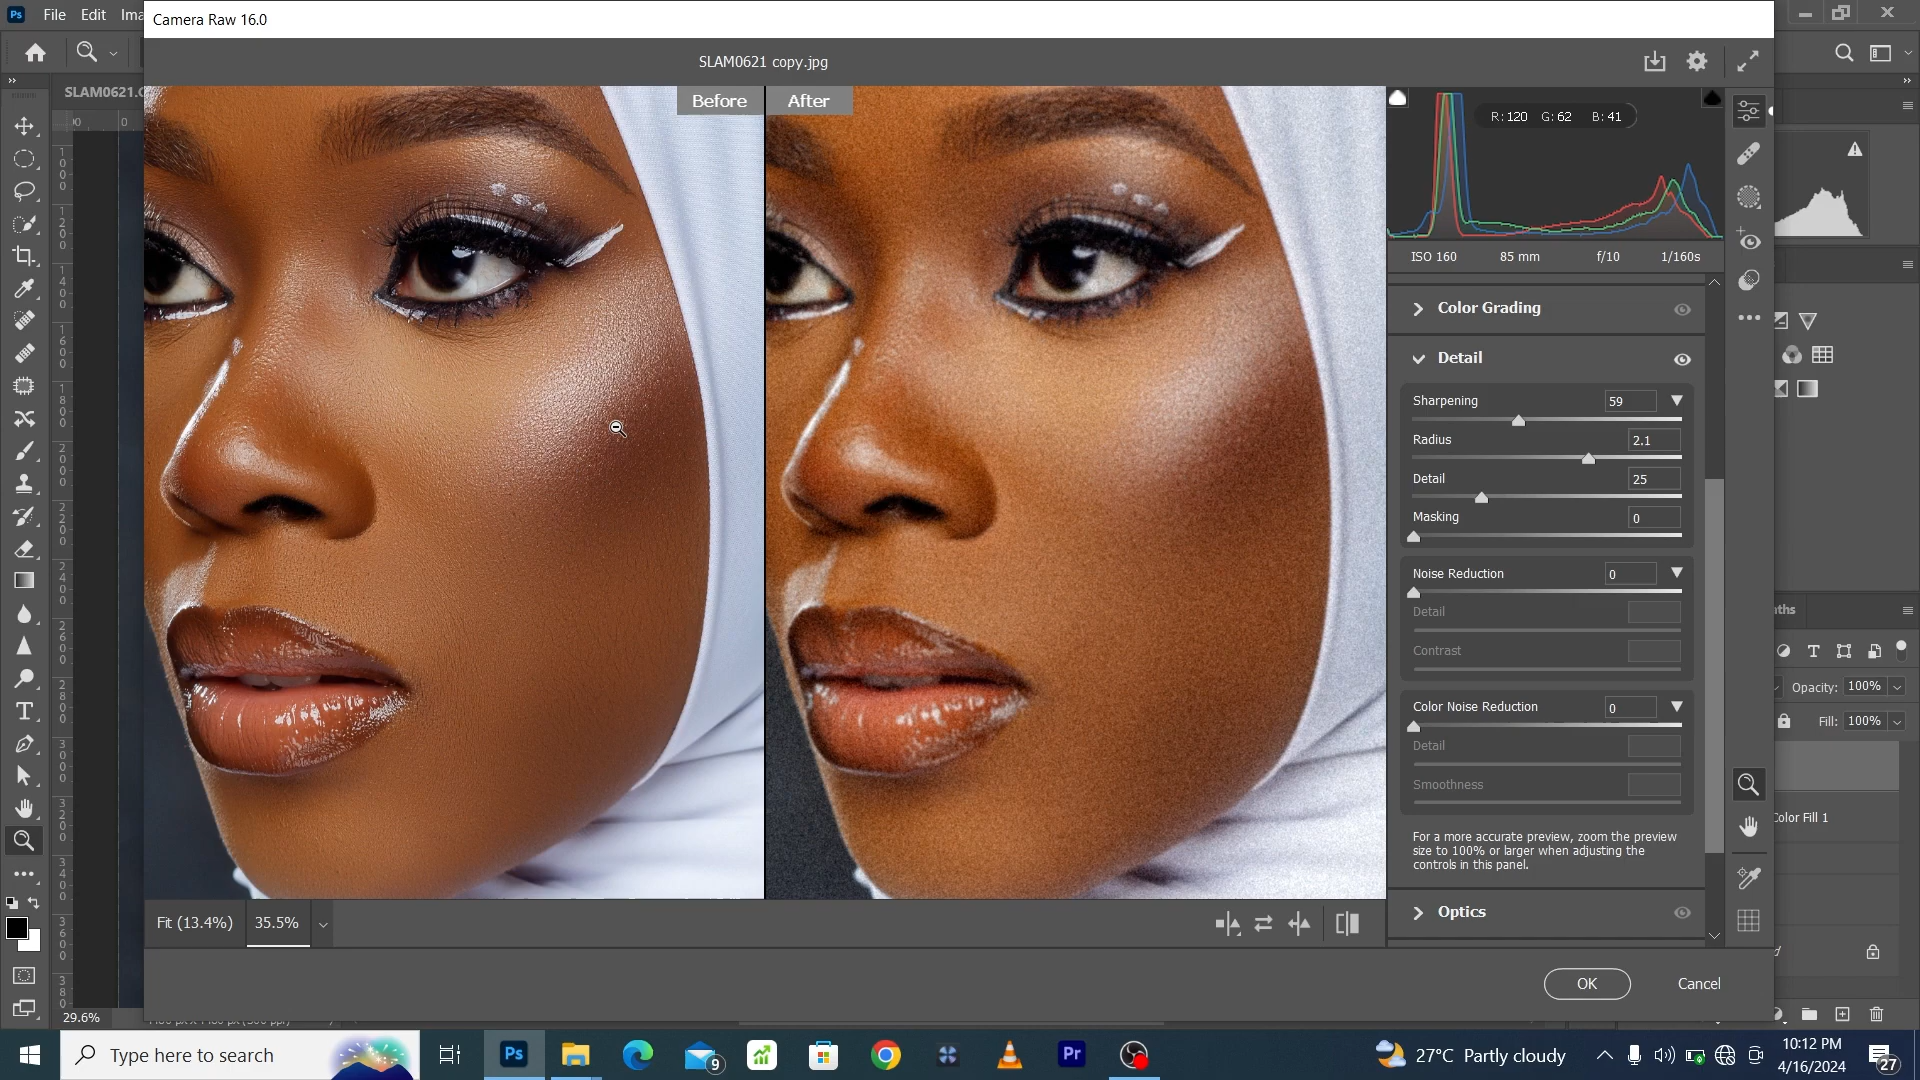 Ps File Edit Ima
Camera Raw 16.0
SLAM0621 copy.jpg
SLAM0621.
Before After
R: 120 G: 62 B: 41
ISO 160 85 mm f/10 1/160s
Color Grading
Detail
Sharpening 59
Radius 2.1
Detail 25
Masking 0
Noise Reduction 0
Detail
Contrast
Color Noise Reduction 0
Detail
Smoothness
For a more accurate preview, zoom the preview
size to 100% or larger when adjusting the
controls in this panel.
Optics
Opacity: 100%
Fill: 100%
Color Fill 1
Fit (13.4%) 35.5%
OK Cancel
29.6%
Type here to search
Ps
9
Pr
27°C Partly cloudy
10:12 PM
4/16/2024
27